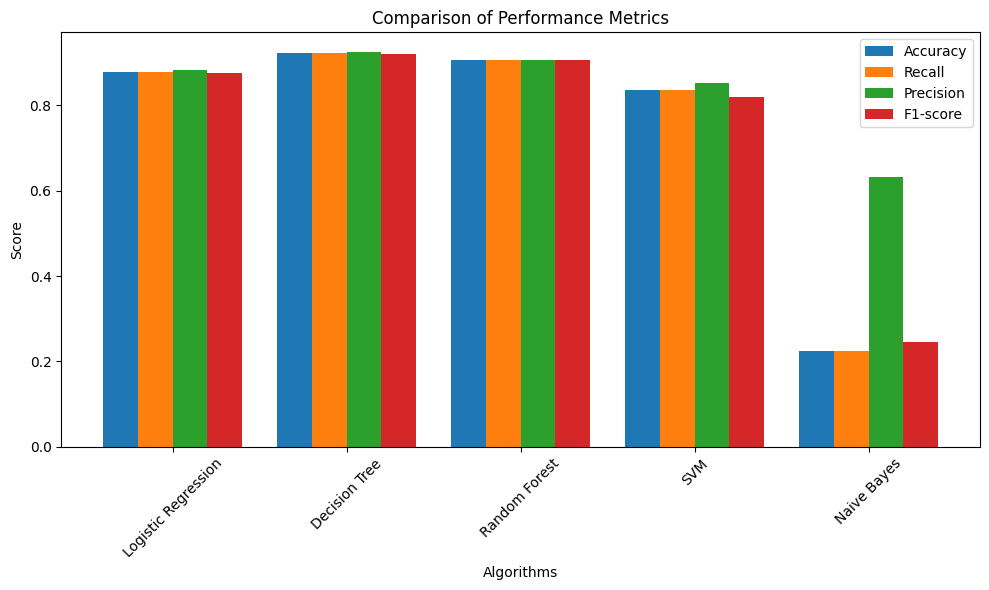 Comparison of Performance Metrics
Accuracy
Recall
Precision
F1-score
Score
0.8
0.6
0.4
0.2
0.0
Logistic Regression
Decision Tree
Random Forest
SVM
Naive Bayes
Algorithms